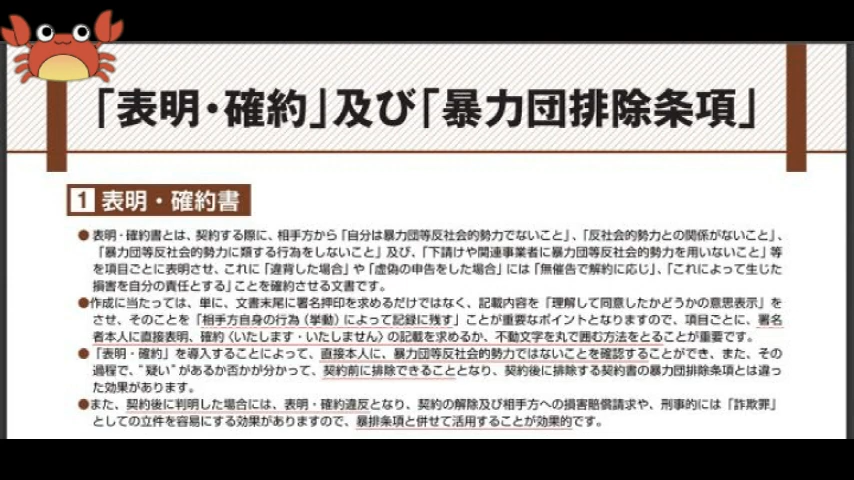 「表明・確約」及び「暴力団排除条項」
1 表明・確約書
●表明・確約書とは、契約する際に、相手方から「自分は暴力団等反社会的勢力でないこと」、「反社会的勢力との関係がないこと」、
「暴力団等反社会的勢力に類する行為をしないこと」及び、「下請けや関連事業者に暴力団等反社会的勢力を用いないこと」等
を項目ごとに表明させ、これに「違背した場合」や「虚偽の申告をした場合」には「無催告で解約に応じ」、「これによって生じた
損害を自分の責任とする」ことを確約させる文書です。
●作成に当たっては、単に、文書末尾に署名押印を求めるだけではなく、記載内容を「理解して同意したかどうかの意思表示」を
させ、そのことを「相手方自身の行為（挙動）によって記録に残す」ことが重要なポイントとなりますので、項目ごとに、署名
者本人に直接表明、確約〈いたします・いたしません〉の記載を求めるか、不動文字を丸で囲む方法をとることが重要です。
●「表明・確約」を導入することによって、直接本人に、暴力団等反社会的勢力ではないことを確認することができ、また、その
過程で、“疑い”があるか否かが分かって、契約前に排除できることとなり、契約後に排除する契約書の暴力団排除条項とは違っ
た効果があります。
●また、契約後に判明した場合には、表明・確約違反となり、契約の解除及び相手方への損害賠償請求や、刑事的には「詐欺罪」
としての立件を容易にする効果がありますので、暴排条項と併せて活用することが効果的です。